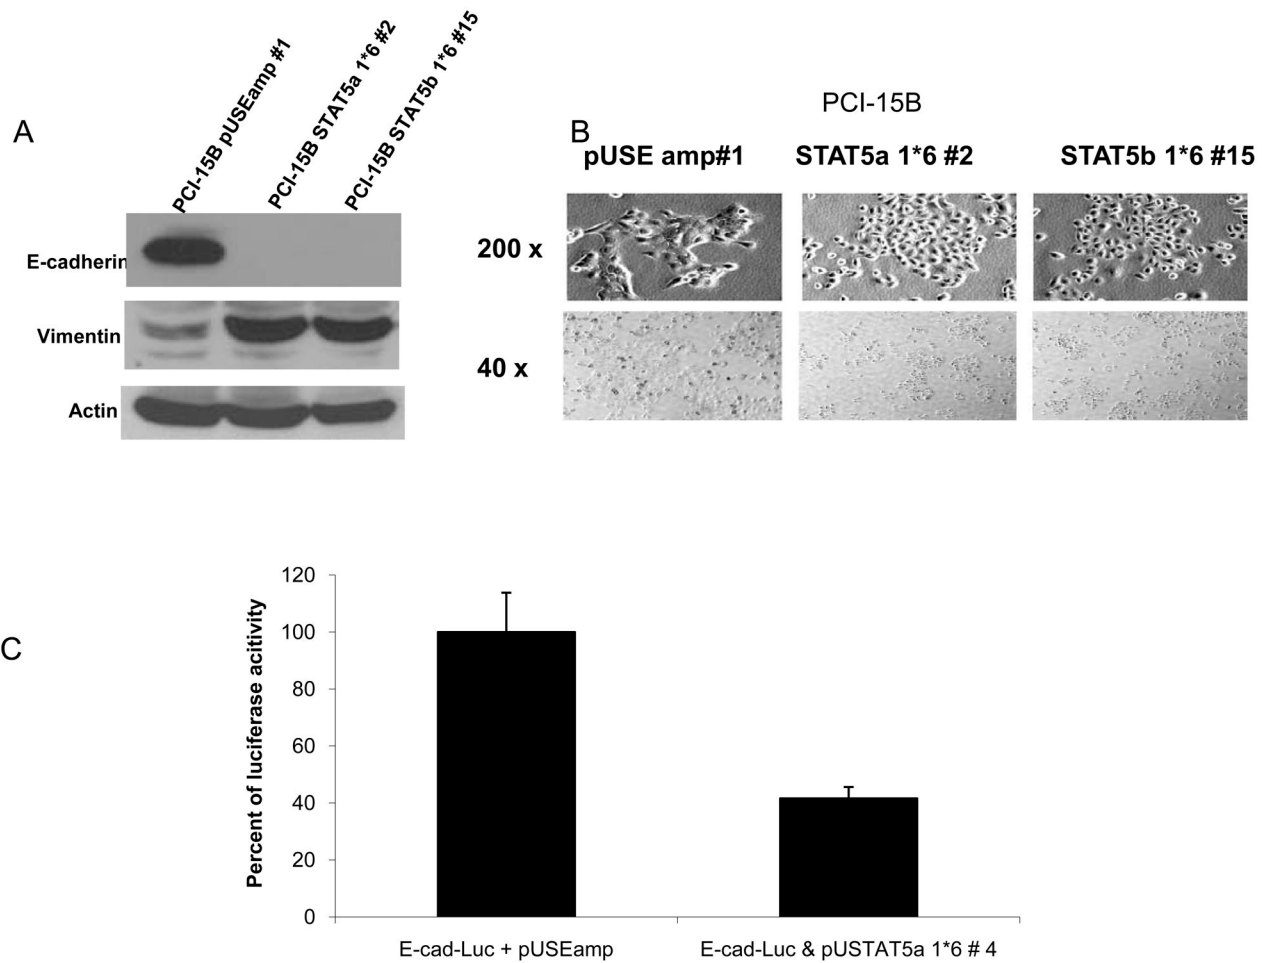 A
PCI-15B pUSEamp #1
PCI-15B STAT5a 1*6 #2
PCI-15B STAT5b 1*6 #15
E-cadherin
Vimentin
Actin
B
PCI-15B
pUSE amp#1
STAT5a 1*6 #2
STAT5b 1*6 #15
200 x
40 x
C
Percent of luciferase acitivity
120
100
80
60
40
20
0
E-cad-Luc + pUSEamp
E-cad-Luc & pUSTAT5a 1*6 # 4